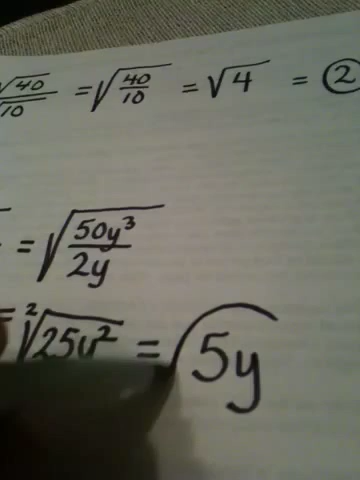 √40/√10 = √40/10 = √4 = 2
= √50y³/2y
= ²√25y² = 5y